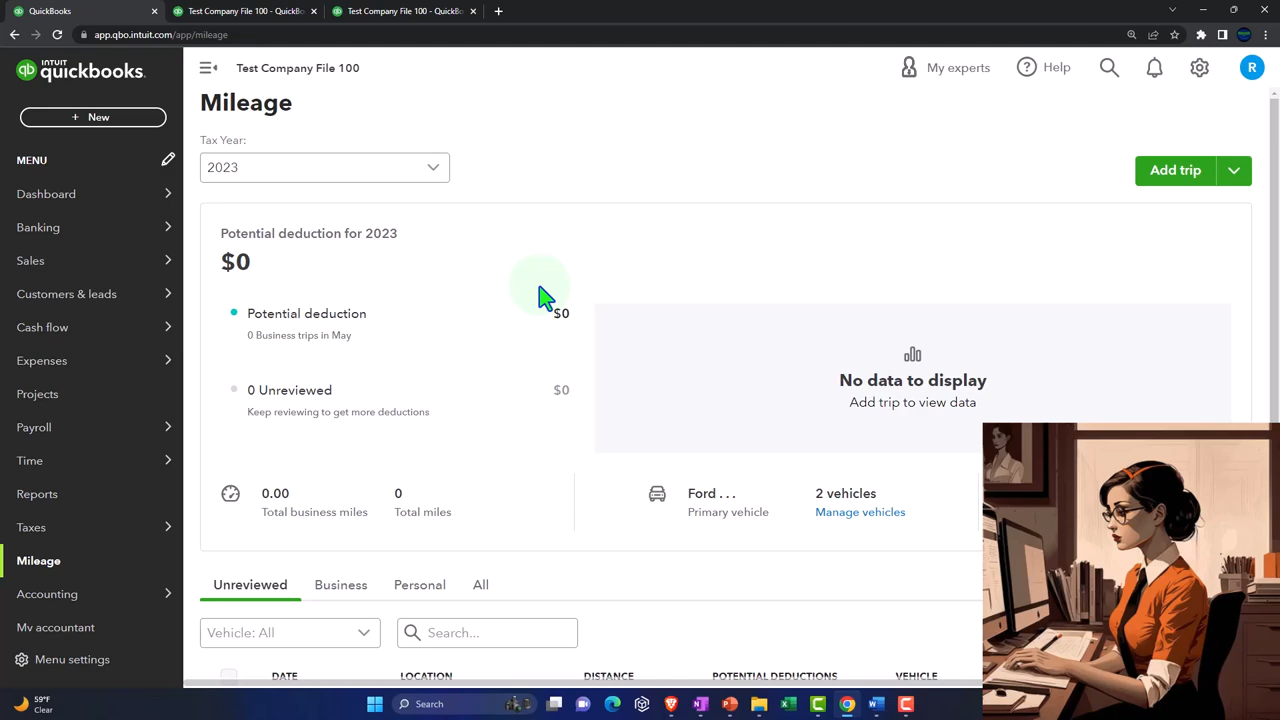 QuickBooks
Test Company File 100 - QuickBo
Test Company File 100 - QuickBo
app.qbo.intuit.com/app/mileage
INTUIT
quickbooks.
Test Company File 100
My experts
Help
R
+ New
MENU
Dashboard
Banking
Sales
Customers & leads
Cash flow
Expenses
Projects
Payroll
Time
Reports
Taxes
Mileage
Accounting
My accountant
Menu settings
Mileage
Tax Year:
2023
Add trip
Potential deduction for 2023
$0
Potential deduction
$0
0 Business trips in May
0 Unreviewed
$0
Keep reviewing to get more deductions
No data to display
Add trip to view data
0.00
Total business miles
0
Total miles
Ford . . .
Primary vehicle
2 vehicles
Manage vehicles
Unreviewed
Business
Personal
All
Vehicle: All
Search...
DATE
LOCATION
DISTANCE
POTENTIAL DEDUCTIONS
VEHICLE
59°F
Clear
Search